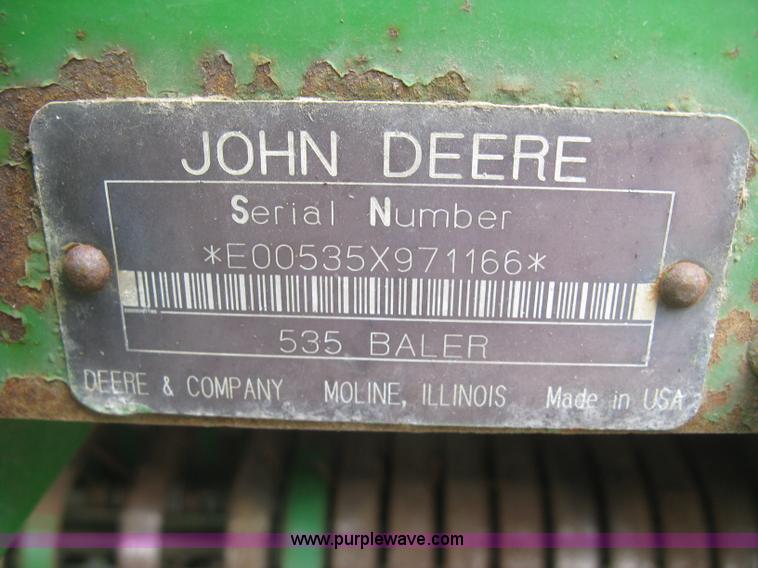 JOHN DEERE
Serial Number
*E00535X971166*
535 BALER
DEERE & COMPANY MOLINE, ILLINOIS Made in USA
www.purplewave.com